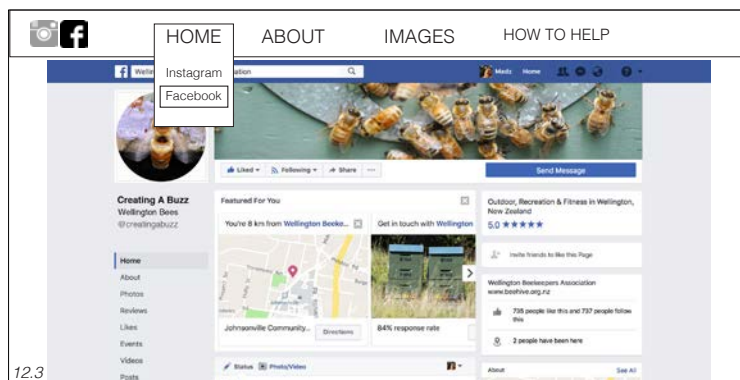 HOME ABOUT IMAGES HOW TO HELP
Instagram
Facebook
Medz Home
Liked Following Share
Send Message
Creating A Buzz
Wellington Bees
@creatingabuzz
Home
About
Photos
Reviews
Likes
Events
Videos
Posts
Featured For You
You're 8 km from Wellington Beeke...
Get in touch with Wellington
Johnsonville Community...
Directions
84% response rate
Status Photo/Video
Outdoor, Recreation & Fitness in Wellington,
New Zealand
5.0 ★★★★★
Invite friends to like this Page
Wellington Beekeepers Association
www.beehive.org.nz
735 people like this and 737 people follow
this
2 people have been here
About See All
12.3